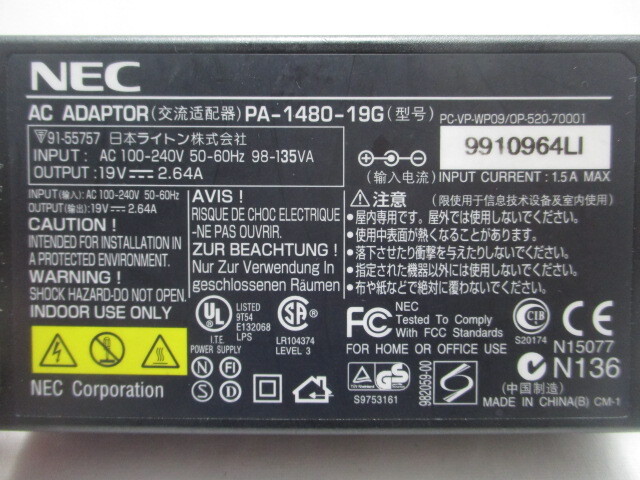 NEC
AC ADAPTOR(交流适配器) PA-1480-19G(型号) PC-VP-WP09/OP-520-70001
▽91-55757 日本ライトン株式会社
INPUT: AC 100-240V 50-60Hz 98-135VA
OUTPUT:19V⎓2.64A
9910964LI
(输入电流) INPUT CURRENT: 1.5A MAX
INPUT(输入): AC 100-240V 50-60Hz
OUTPUT(输出):19V⎓2.64A
CAUTION !
INTENDED FOR INSTALLATION IN
A PROTECTED ENVIRONMENT.
WARNING !
SHOCK HAZARD-DO NOT OPEN.
INDOOR USE ONLY
NEC Corporation
AVIS !
RISQUE DE CHOC ELECTRIQUE
-NE PAS OUVRIR.
ZUR BEACHTUNG !
Nur Zur Verwendung In
geschlossenen Räumen
⚠注意 (限使用于信息技术设备及室内使用)
●屋内専用です。屋外では使用しないでください。
●使用中表面が熱くなることがあります。
●落下させたり衝撃を与えたりしないでください。
●指定された機器以外には使用しないでください。
●布や紙などで絶対に覆わないでください。
UL
LISTED
9T54
E132068
LPS
I.T.E.
POWER SUPPLY
SA
LR104374
LEVEL 3
N
FI
S
D
FC
NEC
Tested To Comply
With FCC Standards
FOR HOME OR OFFICE USE
GS
S9753161
982059-00
CIB
S20174
CE
N15077
N136
(中国制造)
MADE IN CHINA(B) CM-1